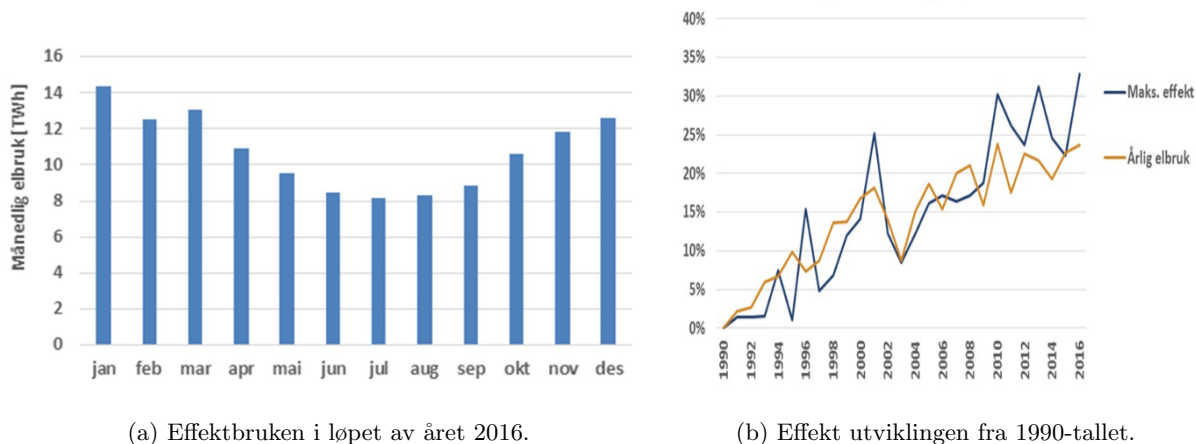 Månedlig elbruk [TWh]
16
14
12
10
8
6
4
2
0
jan feb mar apr mai jun jul aug sep okt nov des
(a) Effektbruken i løpet av året 2016.
40%
35%
30%
25%
20%
15%
10%
5%
0%
1990 1992 1994 1996 1998 2000 2002 2004 2006 2008 2010 2012 2014 2016
Maks. effekt
Årlig elbruk
(b) Effekt utviklingen fra 1990-tallet.